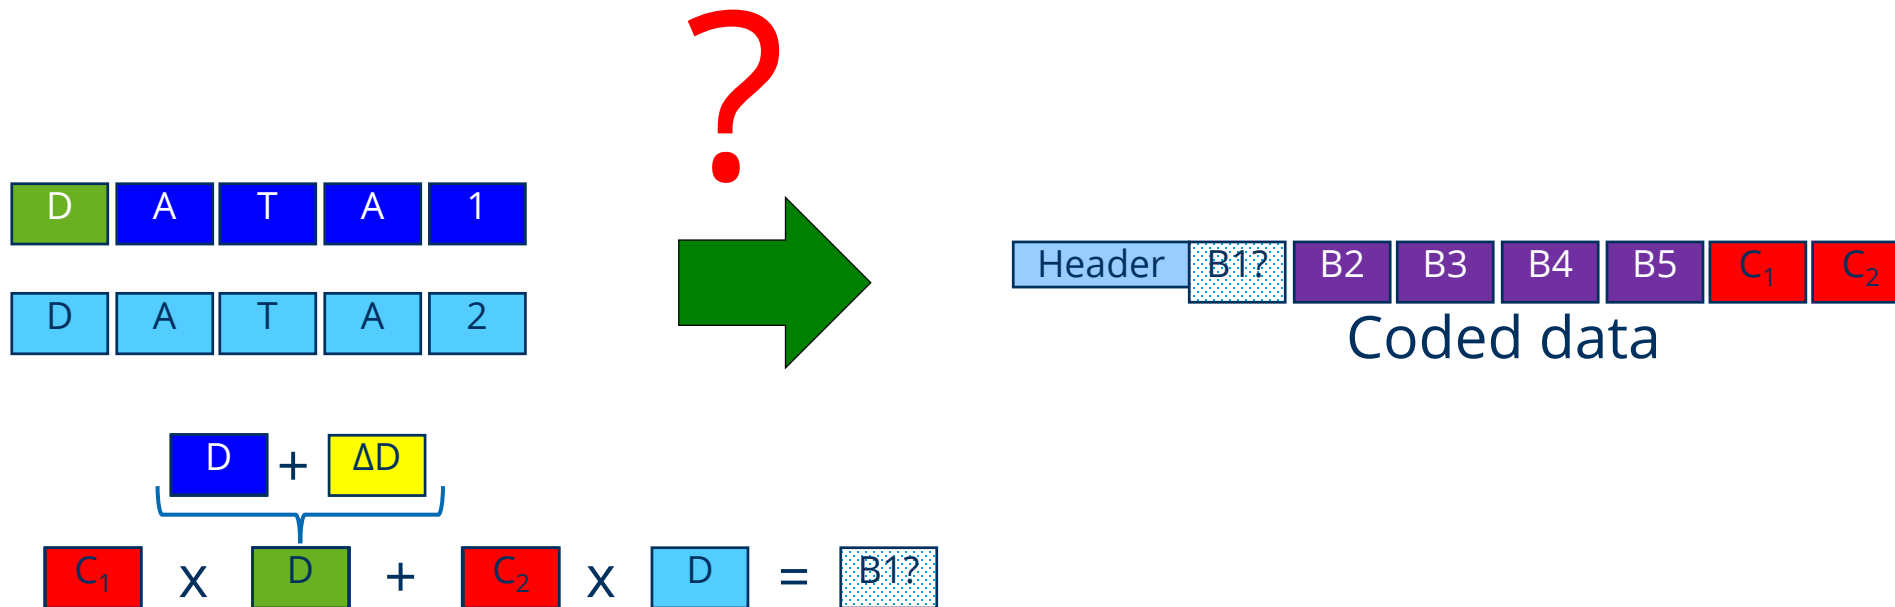 ?
D A T A 1
Header B1? B2 B3 B4 B5 C₁ C₂
D A T A 2
Coded data
D + ΔD
C₁ x D + C₂ x D = B1?